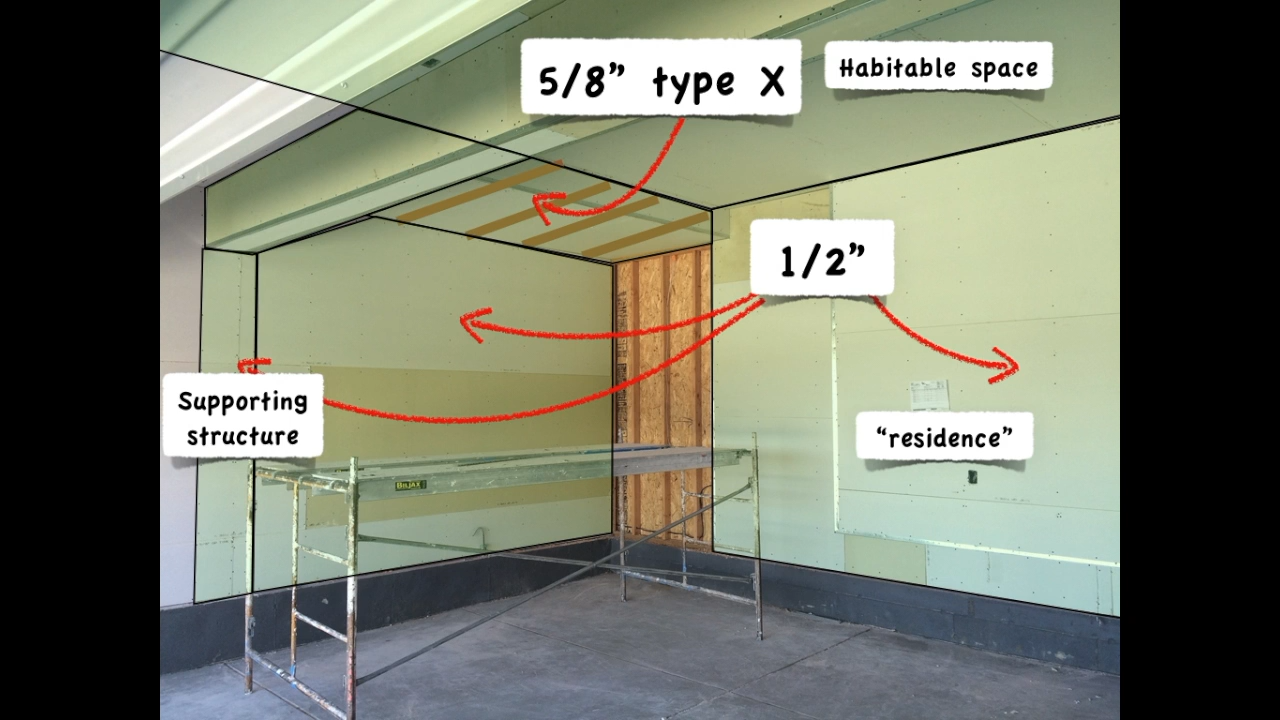 5/8” type X
Habitable space
1/2”
Supporting
structure
“residence”
BILJAX